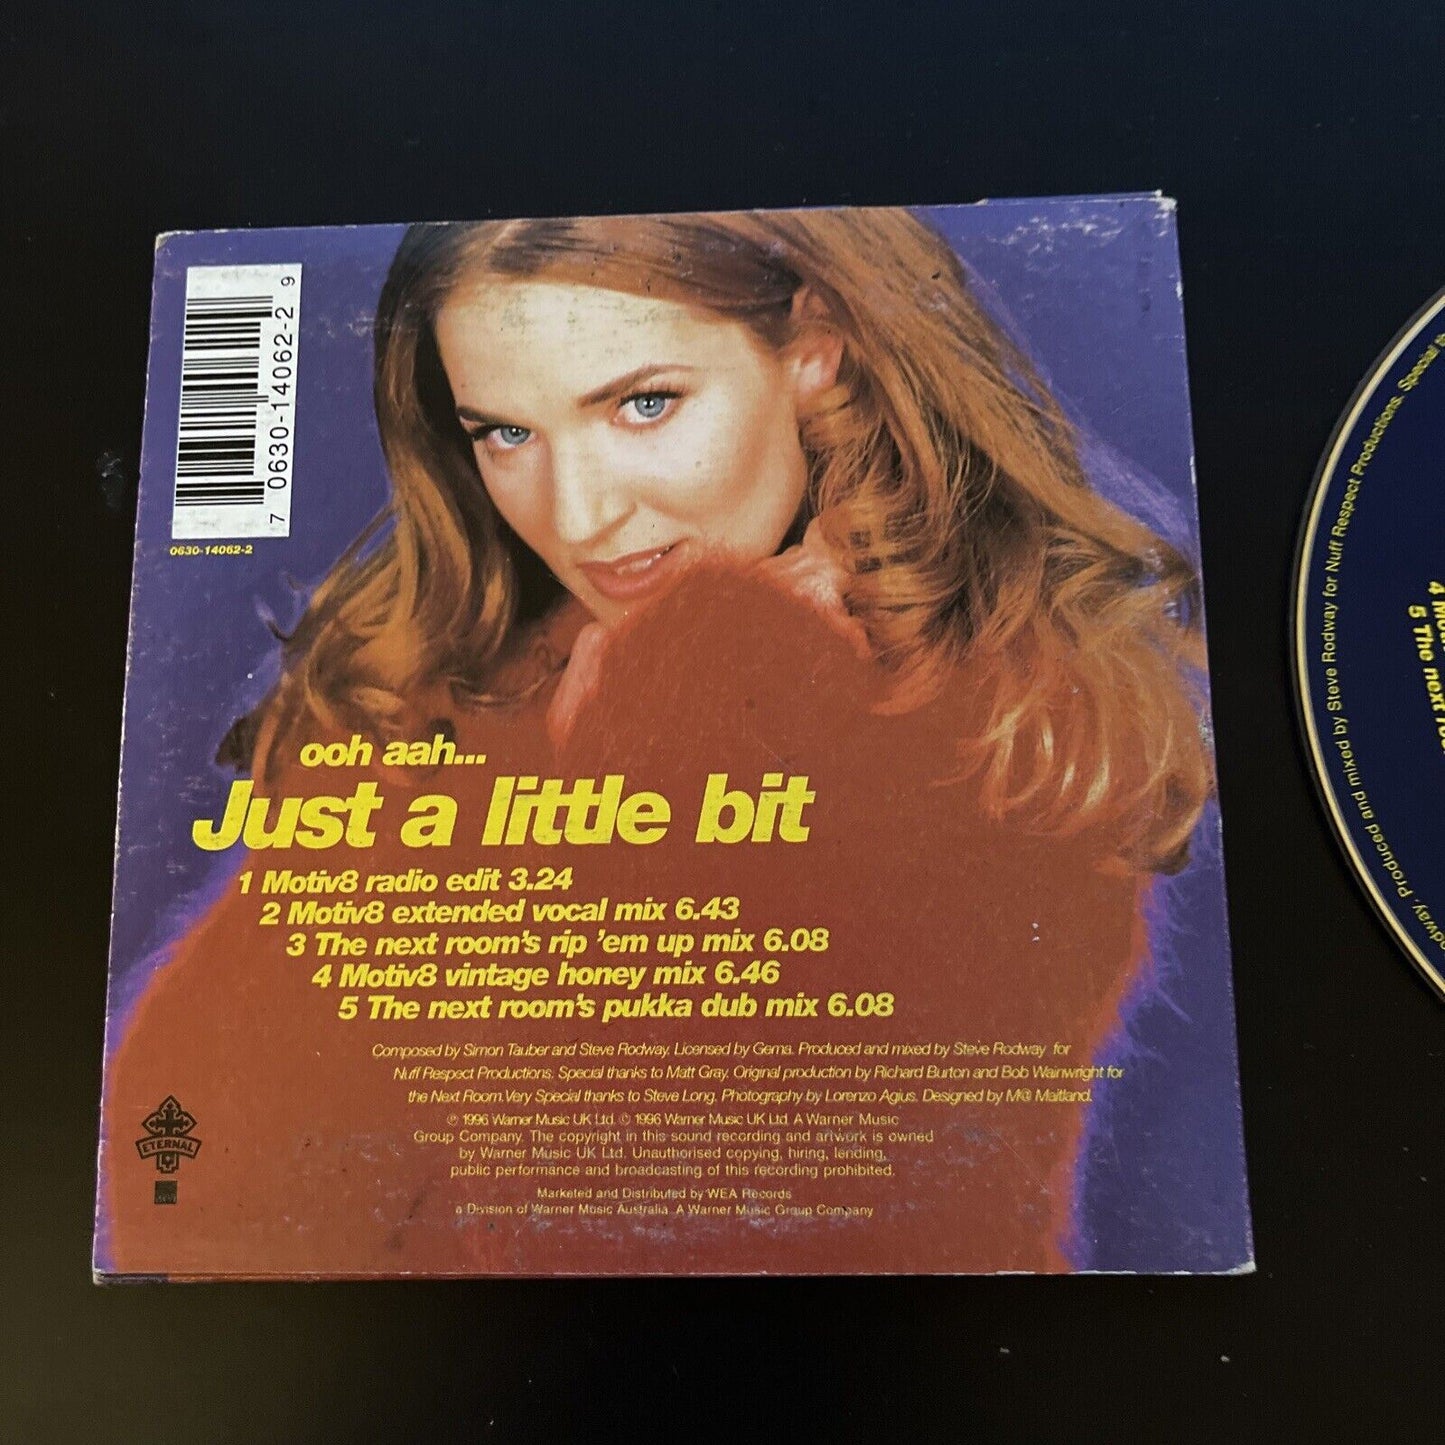 7 0630-14062-2 9
0630-14062-2
ooh aah...
Just a little bit
1 Motiv8 radio edit 3.24
2 Motiv8 extended vocal mix 6.43
3 The next room's rip 'em up mix 6.08
4 Motiv8 vintage honey mix 6.46
5 The next room's pukka dub mix 6.08
Composed by Simon Tauber and Steve Rodway. Licensed by Gema. Produced and mixed by Steve Rodway for
Nuff Respect Productions. Special thanks to Matt Gray. Original production by Richard Burton and Bob Wainwright for
the Next Room. Very Special thanks to Steve Long. Photography by Lorenzo Agius. Designed by M@ Maitland.
℗ 1996 Warner Music UK Ltd. © 1996 Warner Music UK Ltd. A Warner Music
Group Company. The copyright in this sound recording and artwork is owned
by Warner Music UK Ltd. Unauthorised copying, hiring, lending,
public performance and broadcasting of this recording prohibited.
Marketed and Distributed by WEA Records
a Division of Warner Music Australia. A Warner Music Group Company
ETERNAL
Produced and mixed by Steve Rodway for Nuff Respect Productions. Special
5 The next